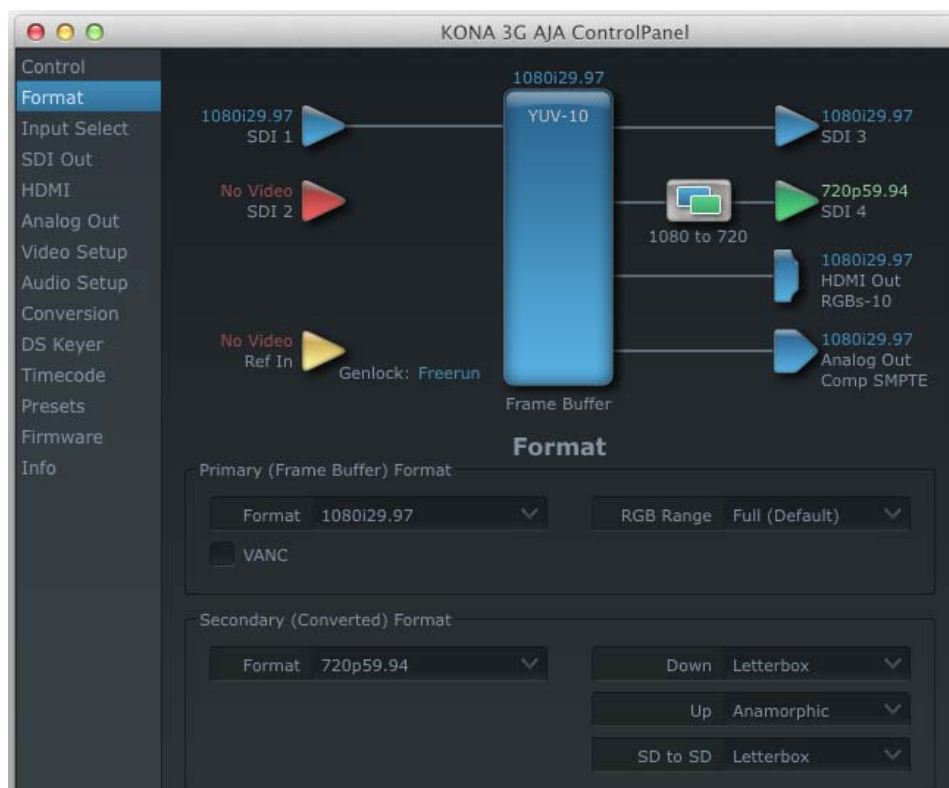 KONA 3G AJA ControlPanel
Control
Format
Input Select
SDI Out
HDMI
Analog Out
Video Setup
Audio Setup
Conversion
DS Keyer
Timecode
Presets
Firmware
Info
1080i29.97
YUV-10
1080i29.97
SDI 1
No Video
SDI 2
No Video
Ref In
Genlock: Freerun
Frame Buffer
1080 to 720
1080i29.97
SDI 3
720p59.94
SDI 4
1080i29.97
HDMI Out
RGBs-10
1080i29.97
Analog Out
Comp SMPTE
Format
Primary (Frame Buffer) Format
Format 1080i29.97
RGB Range Full (Default)
VANC
Secondary (Converted) Format
Format 720p59.94
Down Letterbox
Up Anamorphic
SD to SD Letterbox